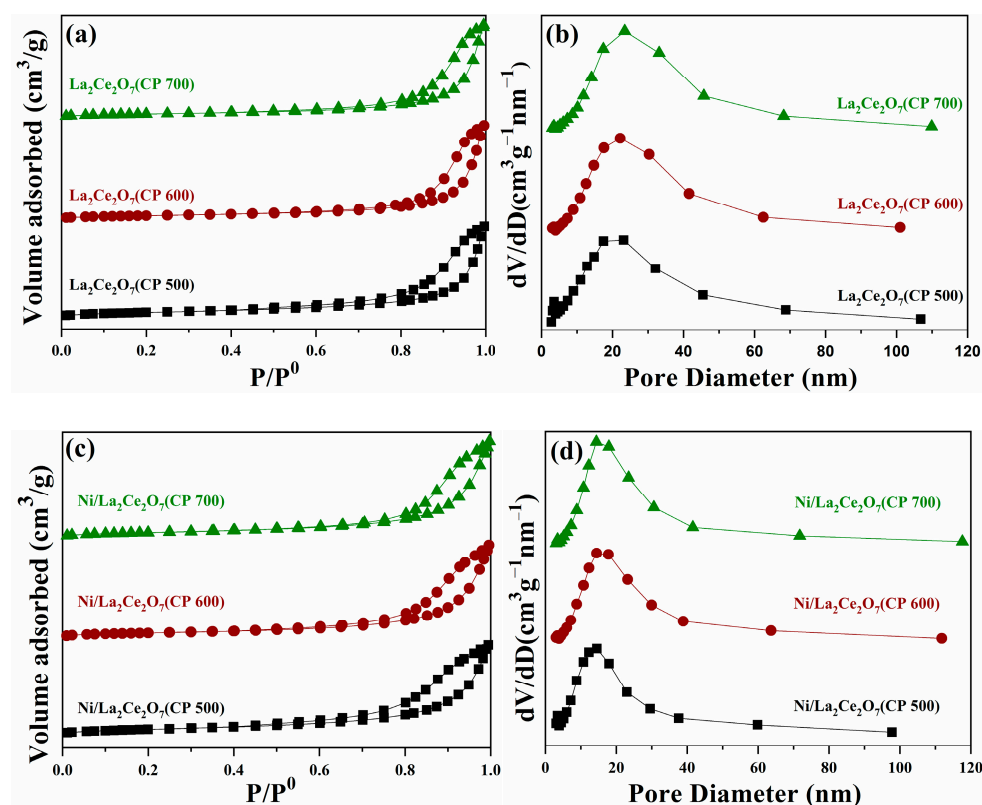 (a)
Volume adsorbed (cm³/g)
La₂Ce₂O₇(CP 700)
La₂Ce₂O₇(CP 600)
La₂Ce₂O₇(CP 500)
0.0 0.2 0.4 0.6 0.8 1.0
P/P⁰
(b)
dV/dD(cm³g⁻¹nm⁻¹)
La₂Ce₂O₇(CP 700)
La₂Ce₂O₇(CP 600)
La₂Ce₂O₇(CP 500)
0 20 40 60 80 100 120
Pore Diameter (nm)
(c)
Volume adsorbed (cm³/g)
Ni/La₂Ce₂O₇(CP 700)
Ni/La₂Ce₂O₇(CP 600)
Ni/La₂Ce₂O₇(CP 500)
0.0 0.2 0.4 0.6 0.8 1.0
P/P⁰
(d)
dV/dD(cm³g⁻¹nm⁻¹)
Ni/La₂Ce₂O₇(CP 700)
Ni/La₂Ce₂O₇(CP 600)
Ni/La₂Ce₂O₇(CP 500)
0 20 40 60 80 100 120
Pore Diameter (nm)